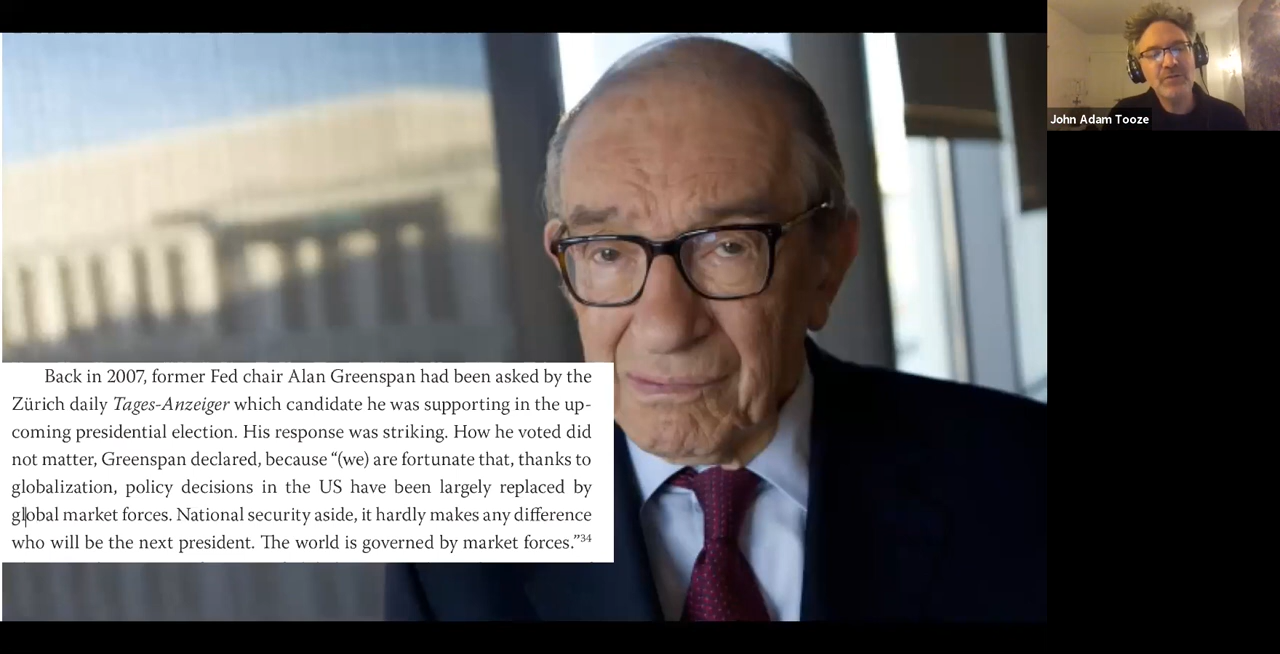 John Adam Tooze
Back in 2007, former Fed chair Alan Greenspan had been asked by the
Zürich daily Tages-Anzeiger which candidate he was supporting in the up-
coming presidential election. His response was striking. How he voted did
not matter, Greenspan declared, because “(we) are fortunate that, thanks to
globalization, policy decisions in the US have been largely replaced by
global market forces. National security aside, it hardly makes any difference
who will be the next president. The world is governed by market forces.”³⁴